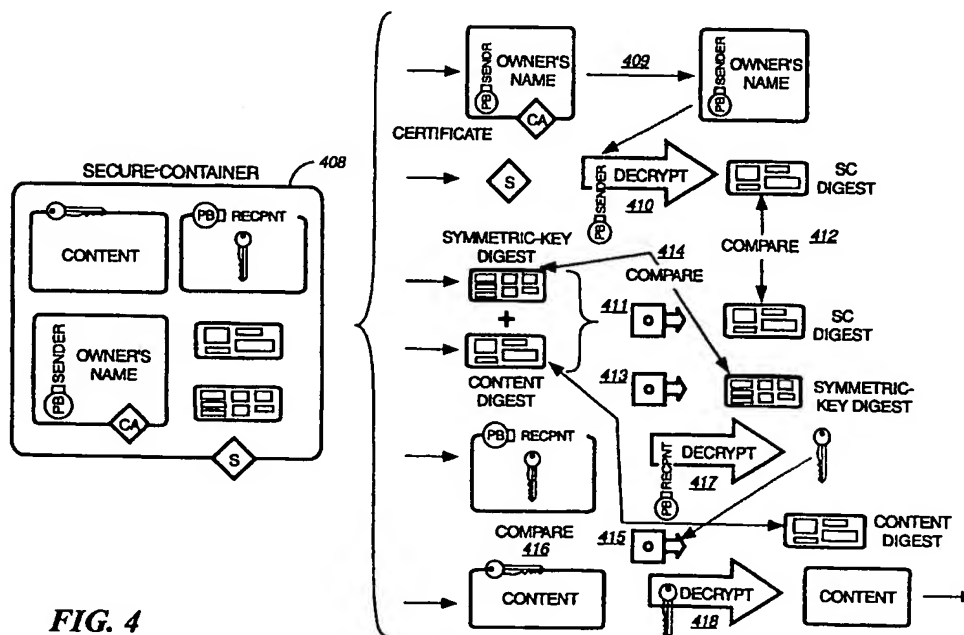 SECURE CONTAINER
408
CONTENT
PB RECPNT
PB SENDER
OWNER'S
NAME
CA
S
PB SENDR
OWNER'S
NAME
CA
409
PB SENDER
OWNER'S
NAME
CERTIFICATE
S
PB SENDER
DECRYPT
410
SC
DIGEST
COMPARE 412
SYMMETRIC-KEY
DIGEST
414
COMPARE
+
411
SC
DIGEST
CONTENT
DIGEST
413
SYMMETRIC-
KEY DIGEST
PB RECPNT
PB RECPNT
DECRYPT
417
COMPARE
416
415
CONTENT
DIGEST
CONTENT
DECRYPT
418
CONTENT
FIG. 4